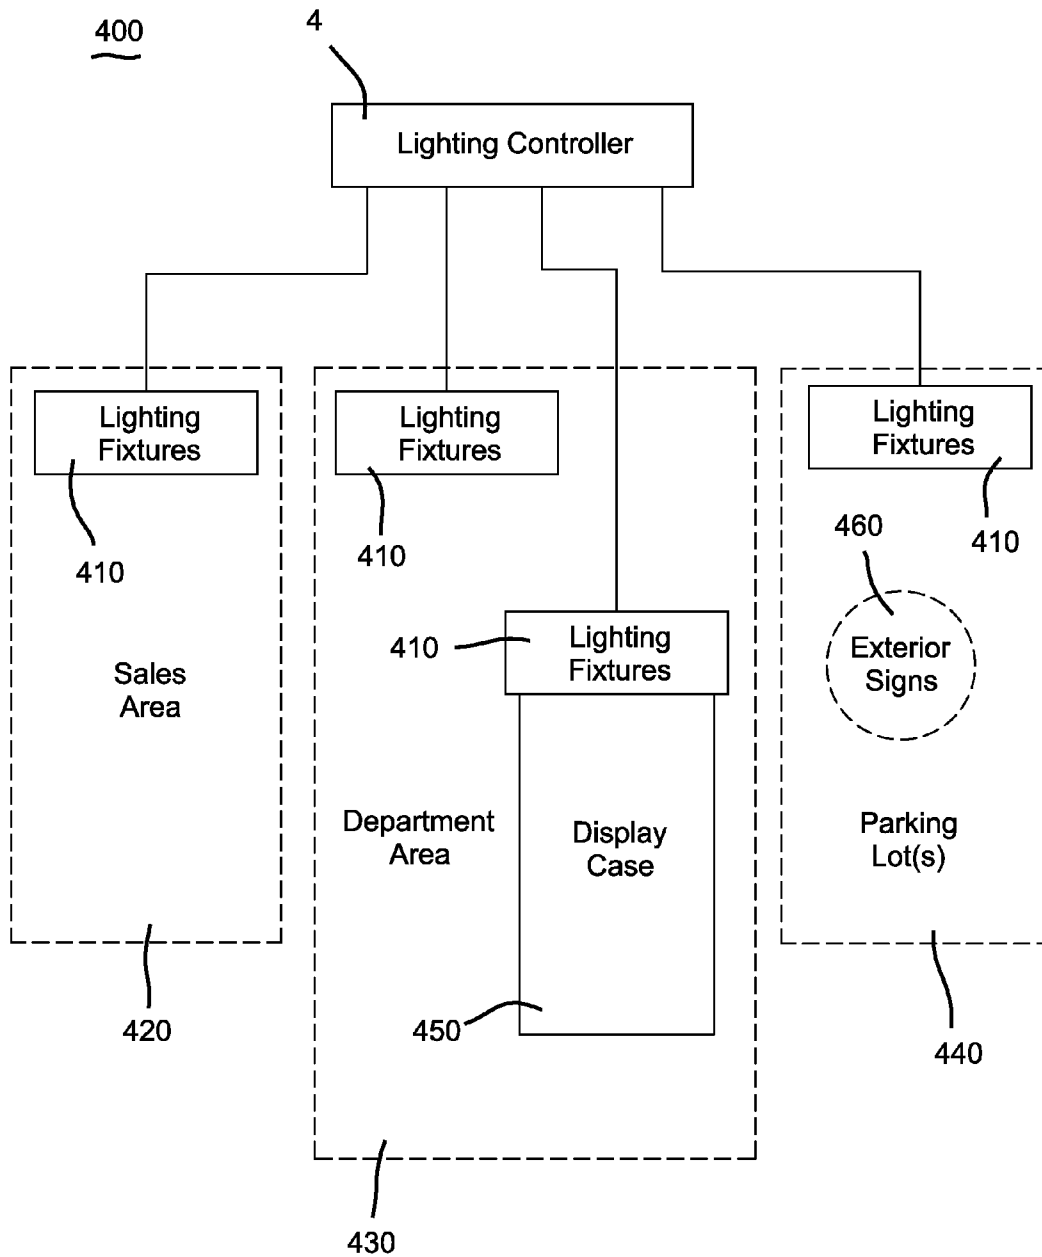 400
4
Lighting Controller
Lighting
Fixtures
410
Sales
Area
420
Lighting
Fixtures
410
410
Lighting
Fixtures
Department
Area
Display
Case
450
430
Lighting
Fixtures
410
460
Exterior
Signs
Parking
Lot(s)
440